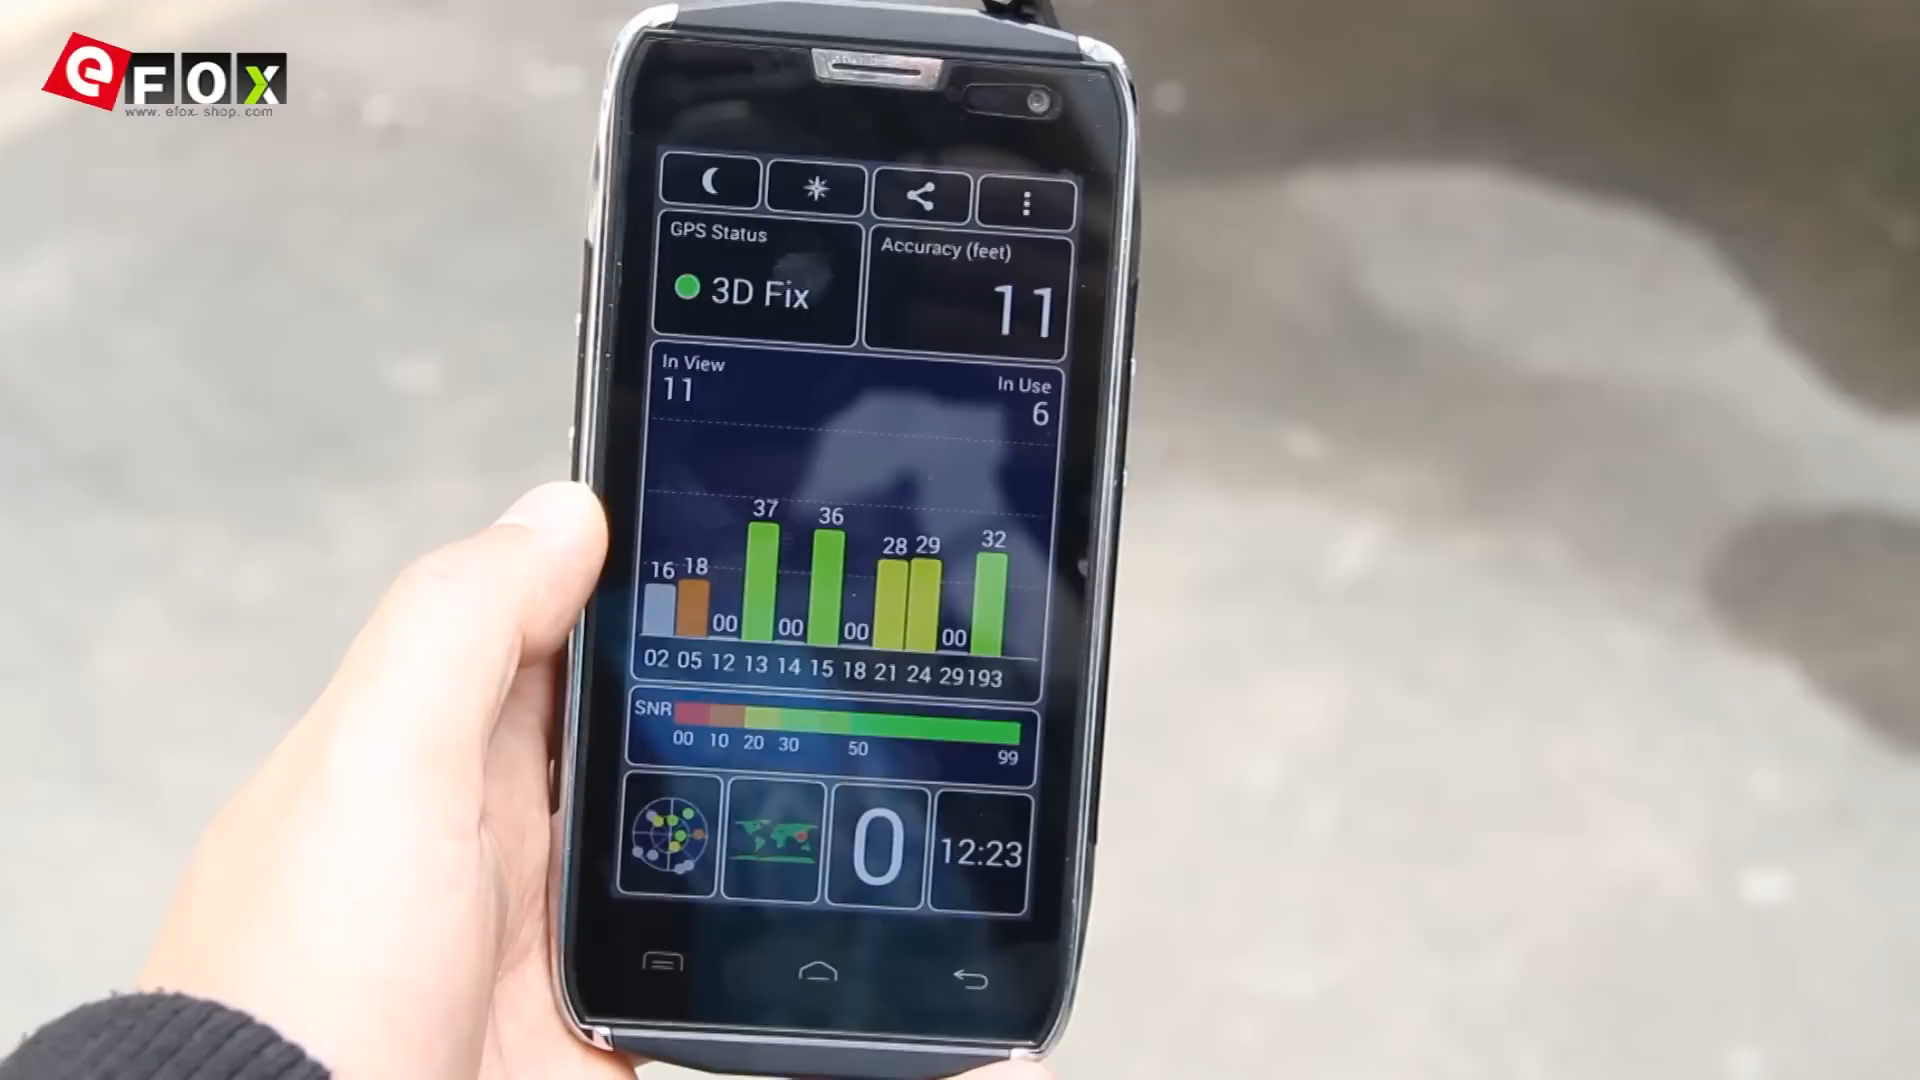 eFOX
www. efox- shop. com
GPS Status
3D Fix
Accuracy (feet)
11
In View
11
In Use
6
16 18 00 37 00 36 00 28 29 00 32
02 05 12 13 14 15 18 21 24 29 193
SNR
00 10 20 30 50 99
0
12:23